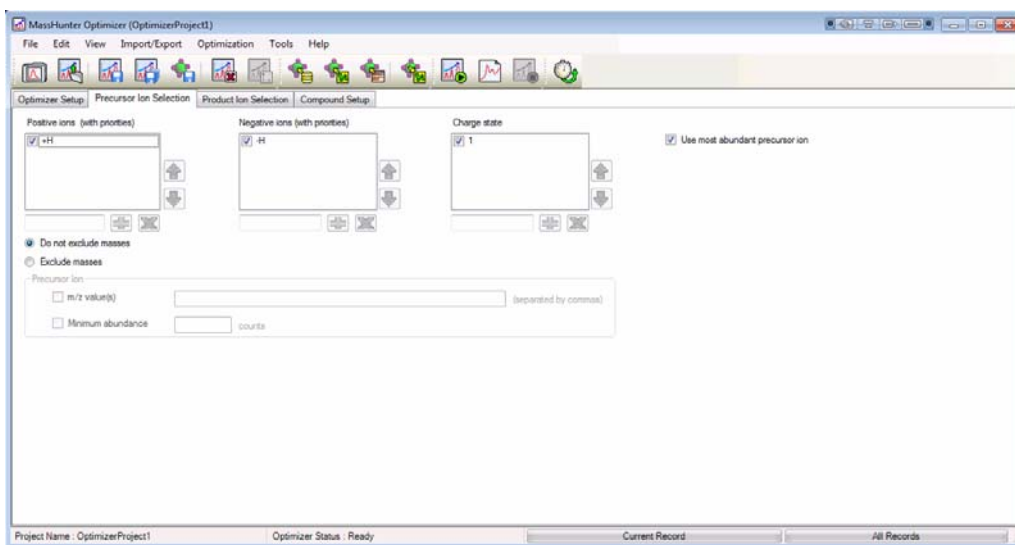 MassHunter Optimizer (OptimizerProject1)
File Edit View Import/Export Optimization Tools Help
Optimizer Setup Precursor Ion Selection Product Ion Selection Compound Setup
Positive ions (with priorities) Negative ions (with priorities) Charge state
+H -H 1 Use most abundant precursor ion
Do not exclude masses
Exclude masses
Precursor Ion
m/z value(s) (separated by commas)
Minimum abundance counts
Project Name : OptimizerProject1 Optimizer Status : Ready Current Record All Records